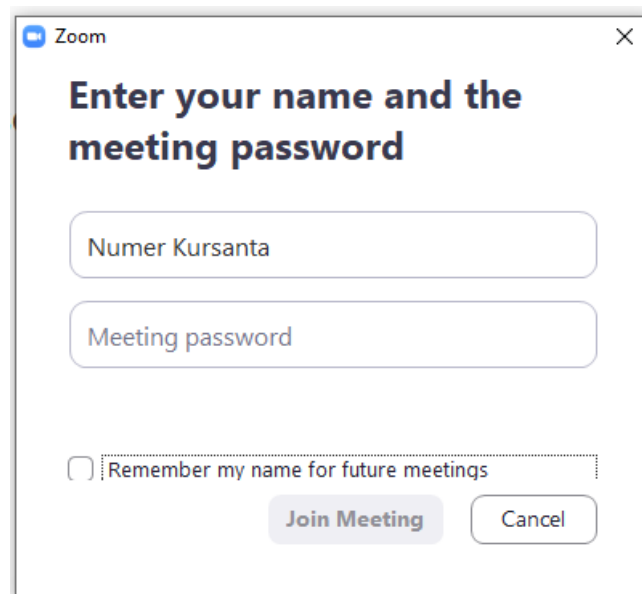 Zoom
Enter your name and the
meeting password
Numer Kursanta
Meeting password
Remember my name for future meetings
Join Meeting
Cancel